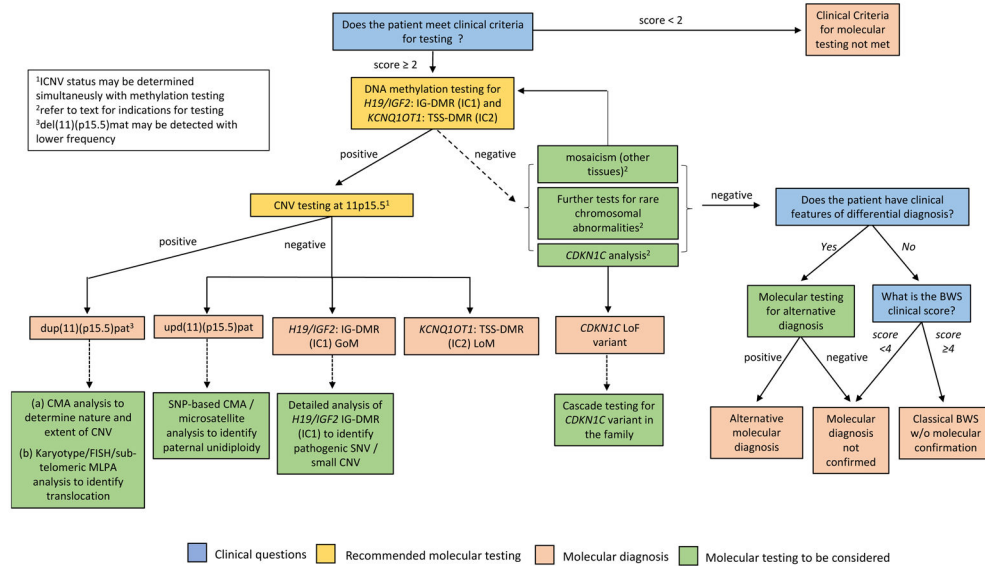 Does the patient meet clinical criteria
for testing ?
score < 2
Clinical Criteria
for molecular
testing not met
score ≥ 2
¹ICNV status may be determined
simultaneusly with methylation testing
²refer to text for indications for testing
³del(11)(p15.5)mat may be detected with
lower frequency
DNA methylation testing for
H19/IGF2: IG-DMR (IC1) and
KCNQ1OT1: TSS-DMR (IC2)
positive
negative
mosaicism (other
tissues)²
Further tests for rare
chromosomal
abnormalities²
CDKN1C analysis²
negative
Does the patient have clinical
features of differential diagnosis?
CNV testing at 11p15.5¹
positive
negative
Yes
No
Molecular testing
for alternative
diagnosis
What is the BWS
clinical score?
dup(11)(p15.5)pat³
upd(11)(p15.5)pat
H19/IGF2: IG-DMR
(IC1) GoM
KCNQ1OT1: TSS-DMR
(IC2) LoM
CDKN1C LoF
variant
positive
negative
score
<4
score
≥4
(a) CMA analysis to
determine nature and
extent of CNV
(b) Karyotype/FISH/sub-
telomeric MLPA
analysis to identify
translocation
SNP-based CMA /
microsatellite
analysis to identify
paternal unidiploidy
Detailed analysis of
H19/IGF2 IG-DMR
(IC1) to identify
pathogenic SNV /
small CNV
Cascade testing for
CDKN1C variant
in the family
Alternative
molecular
diagnosis
Molecular
diagnosis
not
confirmed
Classical BWS
w/o molecular
confirmation
Clinical questions
Recommended molecular testing
Molecular diagnosis
Molecular testing to be considered